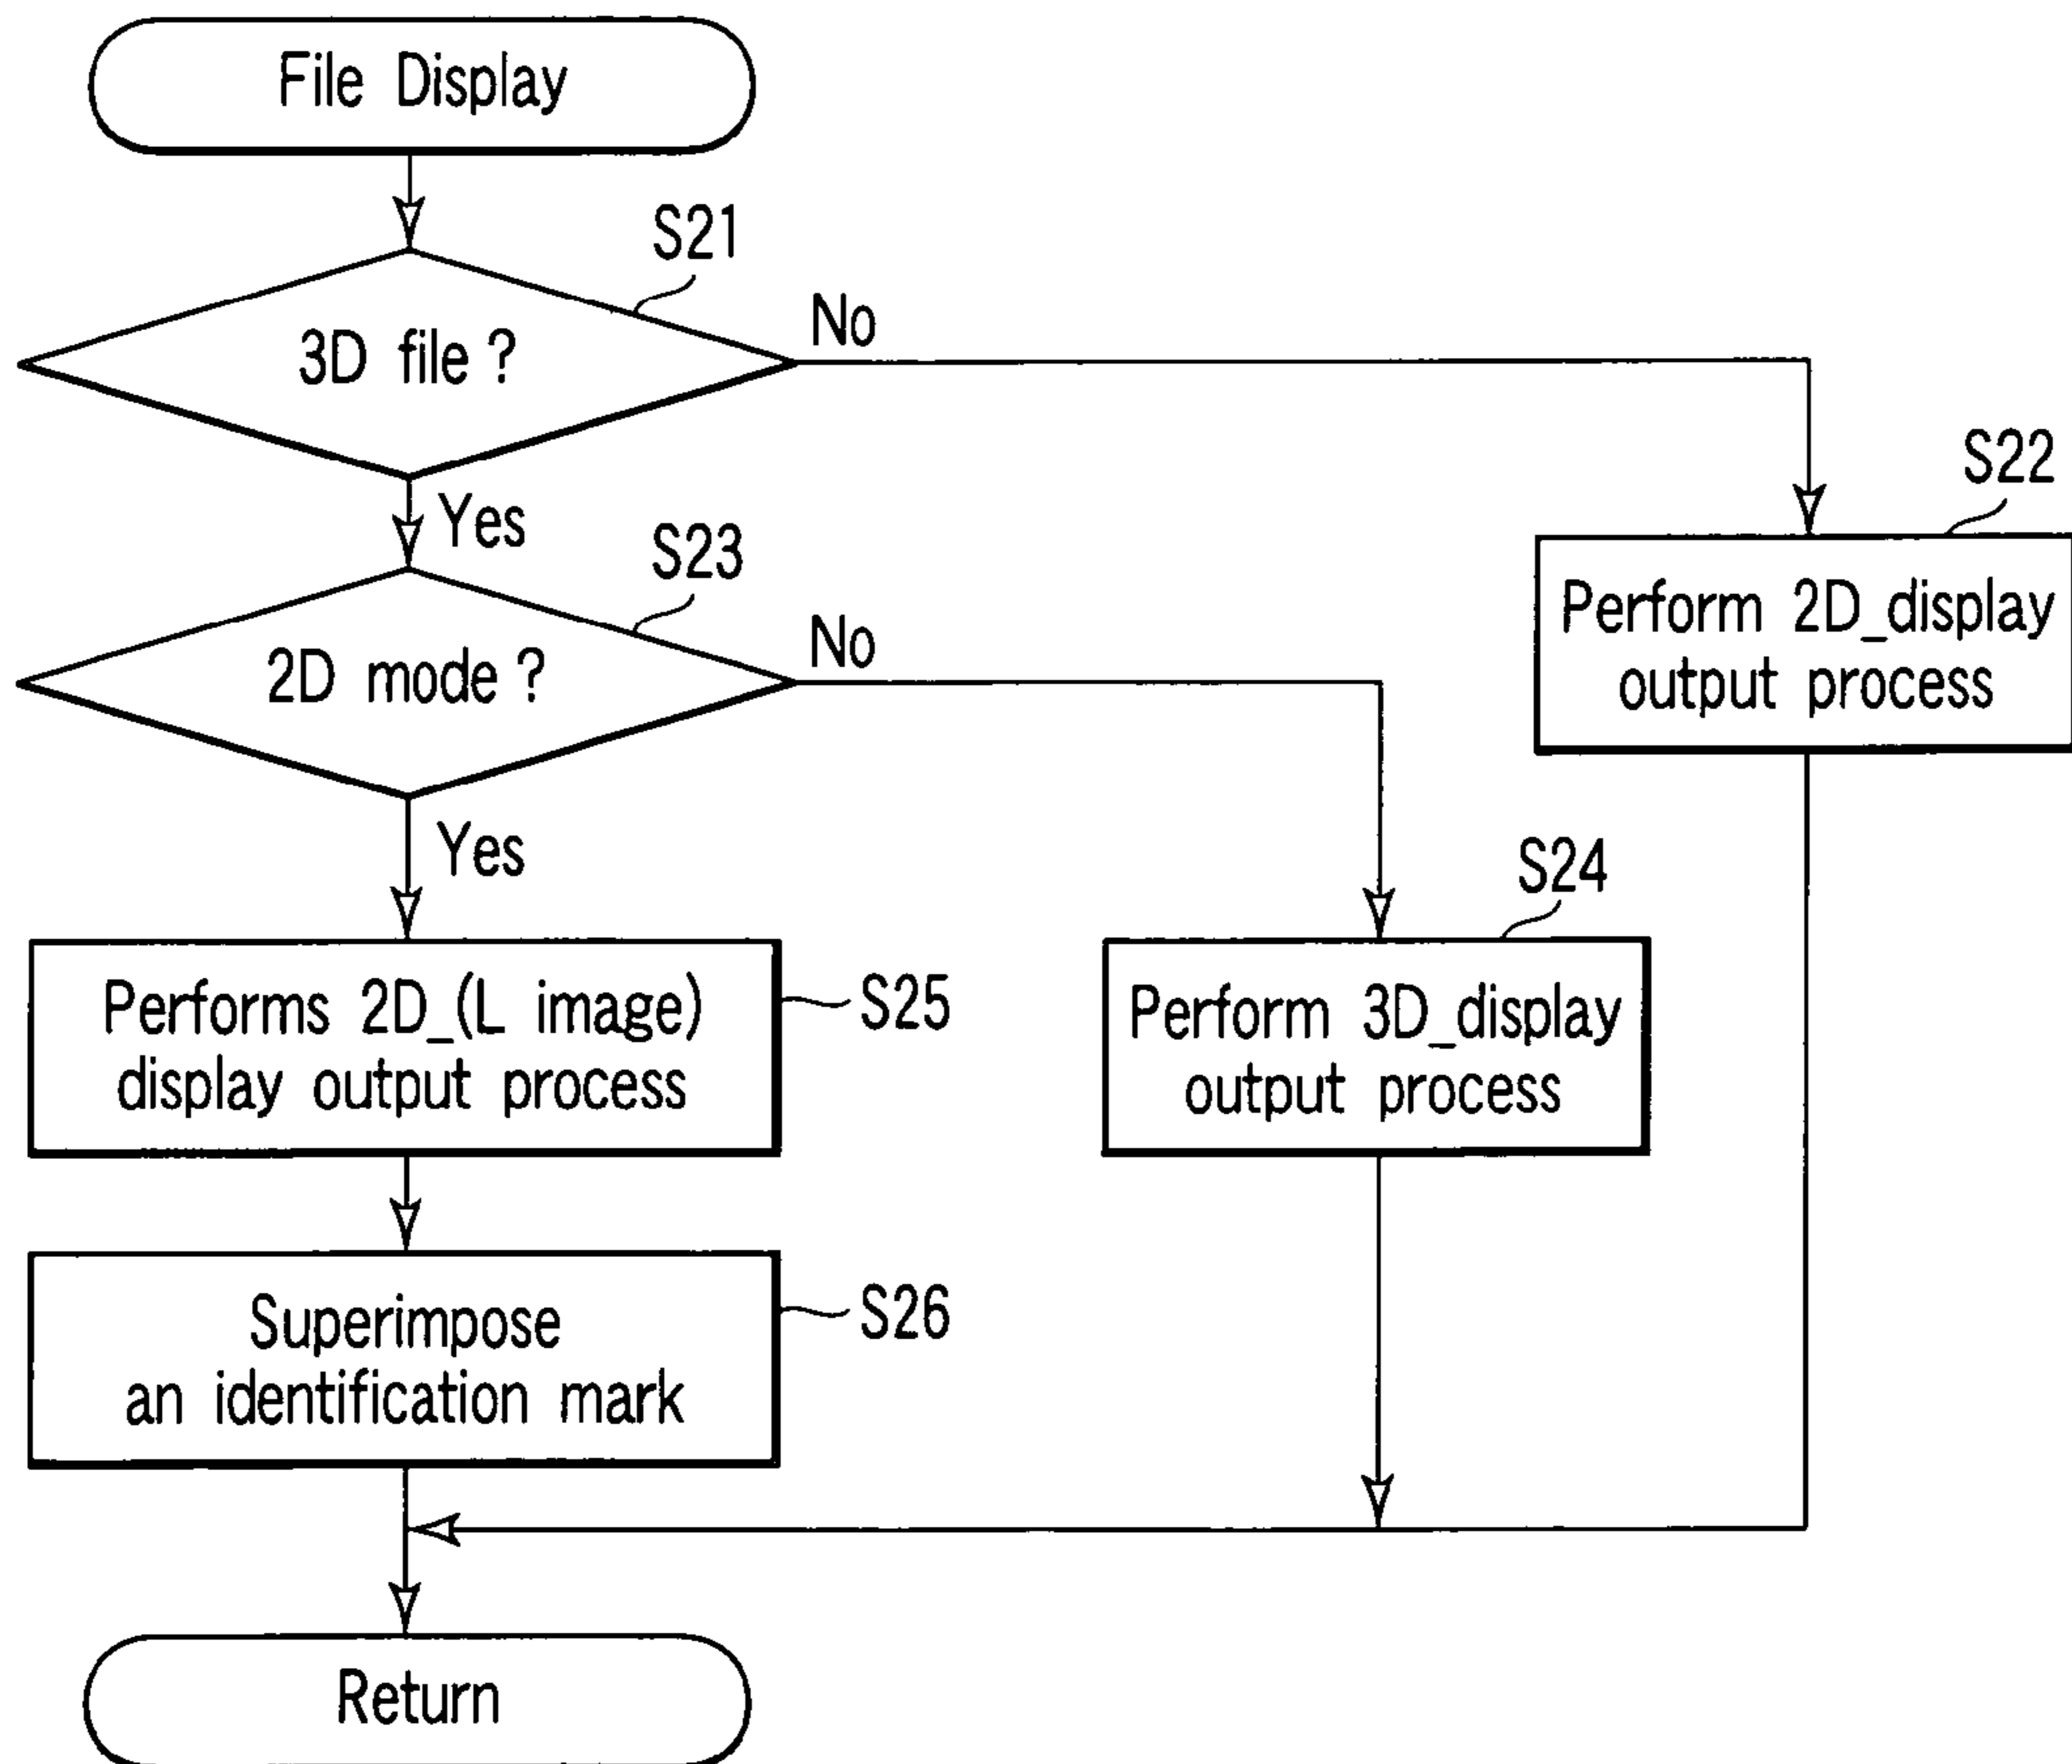 File Display
S21
3D file ?
No
Yes
S22
Perform 2D_display
output process
S23
2D mode ?
No
Yes
S24
Perform 3D_display
output process
Performs 2D_(L image)
display output process
S25
Superimpose
an identification mark
S26
Return